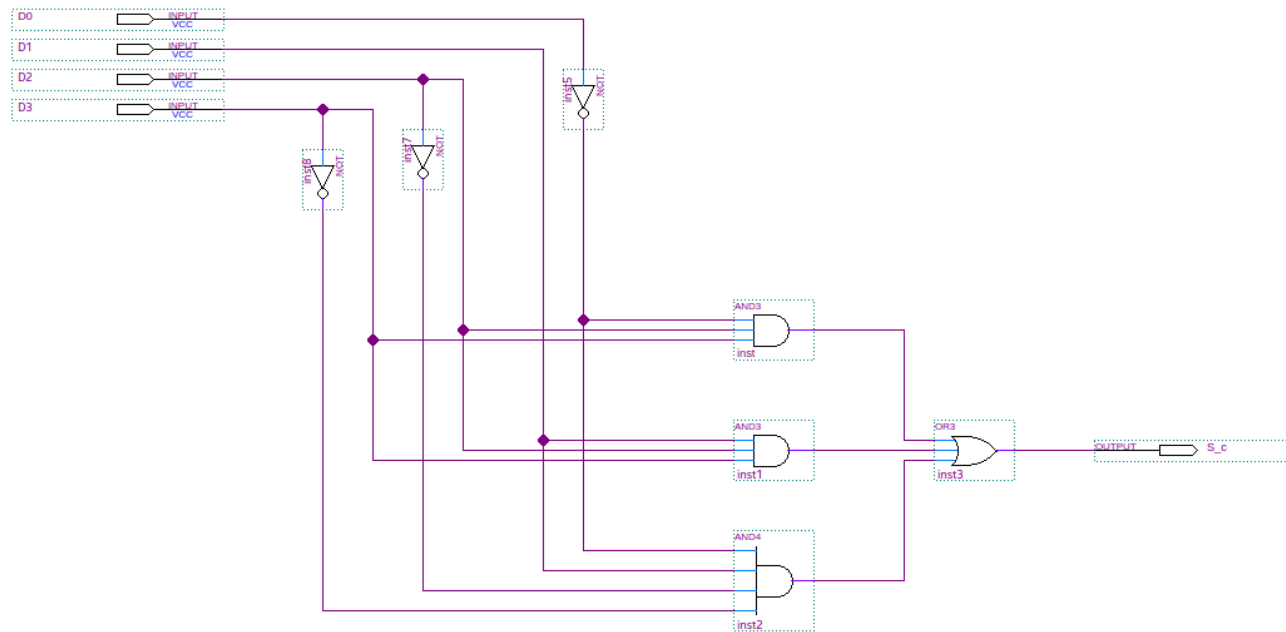 D0 INPUT
VCC
D1 INPUT
VCC
D2 INPUT
VCC
D3 INPUT
VCC
inst5 NOT
inst7 NOT
inst8 NOT
AND3
inst
AND3
inst1
OR3
inst3
OUTPUT S_c
AND4
inst2